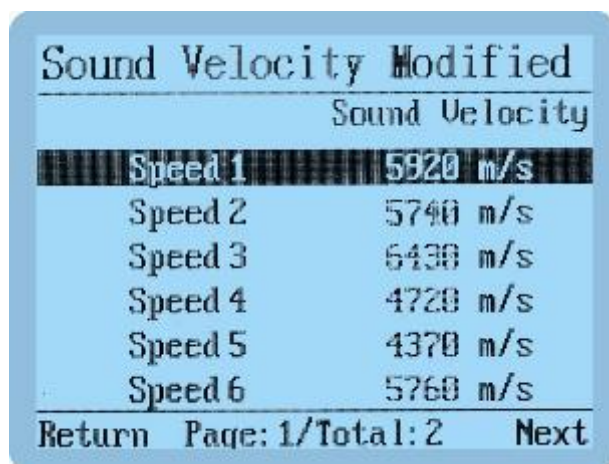 Sound Velocity Modified
Sound Velocity
Speed 1 5920 m/s
Speed 2 5740 m/s
Speed 3 6430 m/s
Speed 4 4720 m/s
Speed 5 4370 m/s
Speed 6 5760 m/s
Return Page: 1/Total: 2 Next